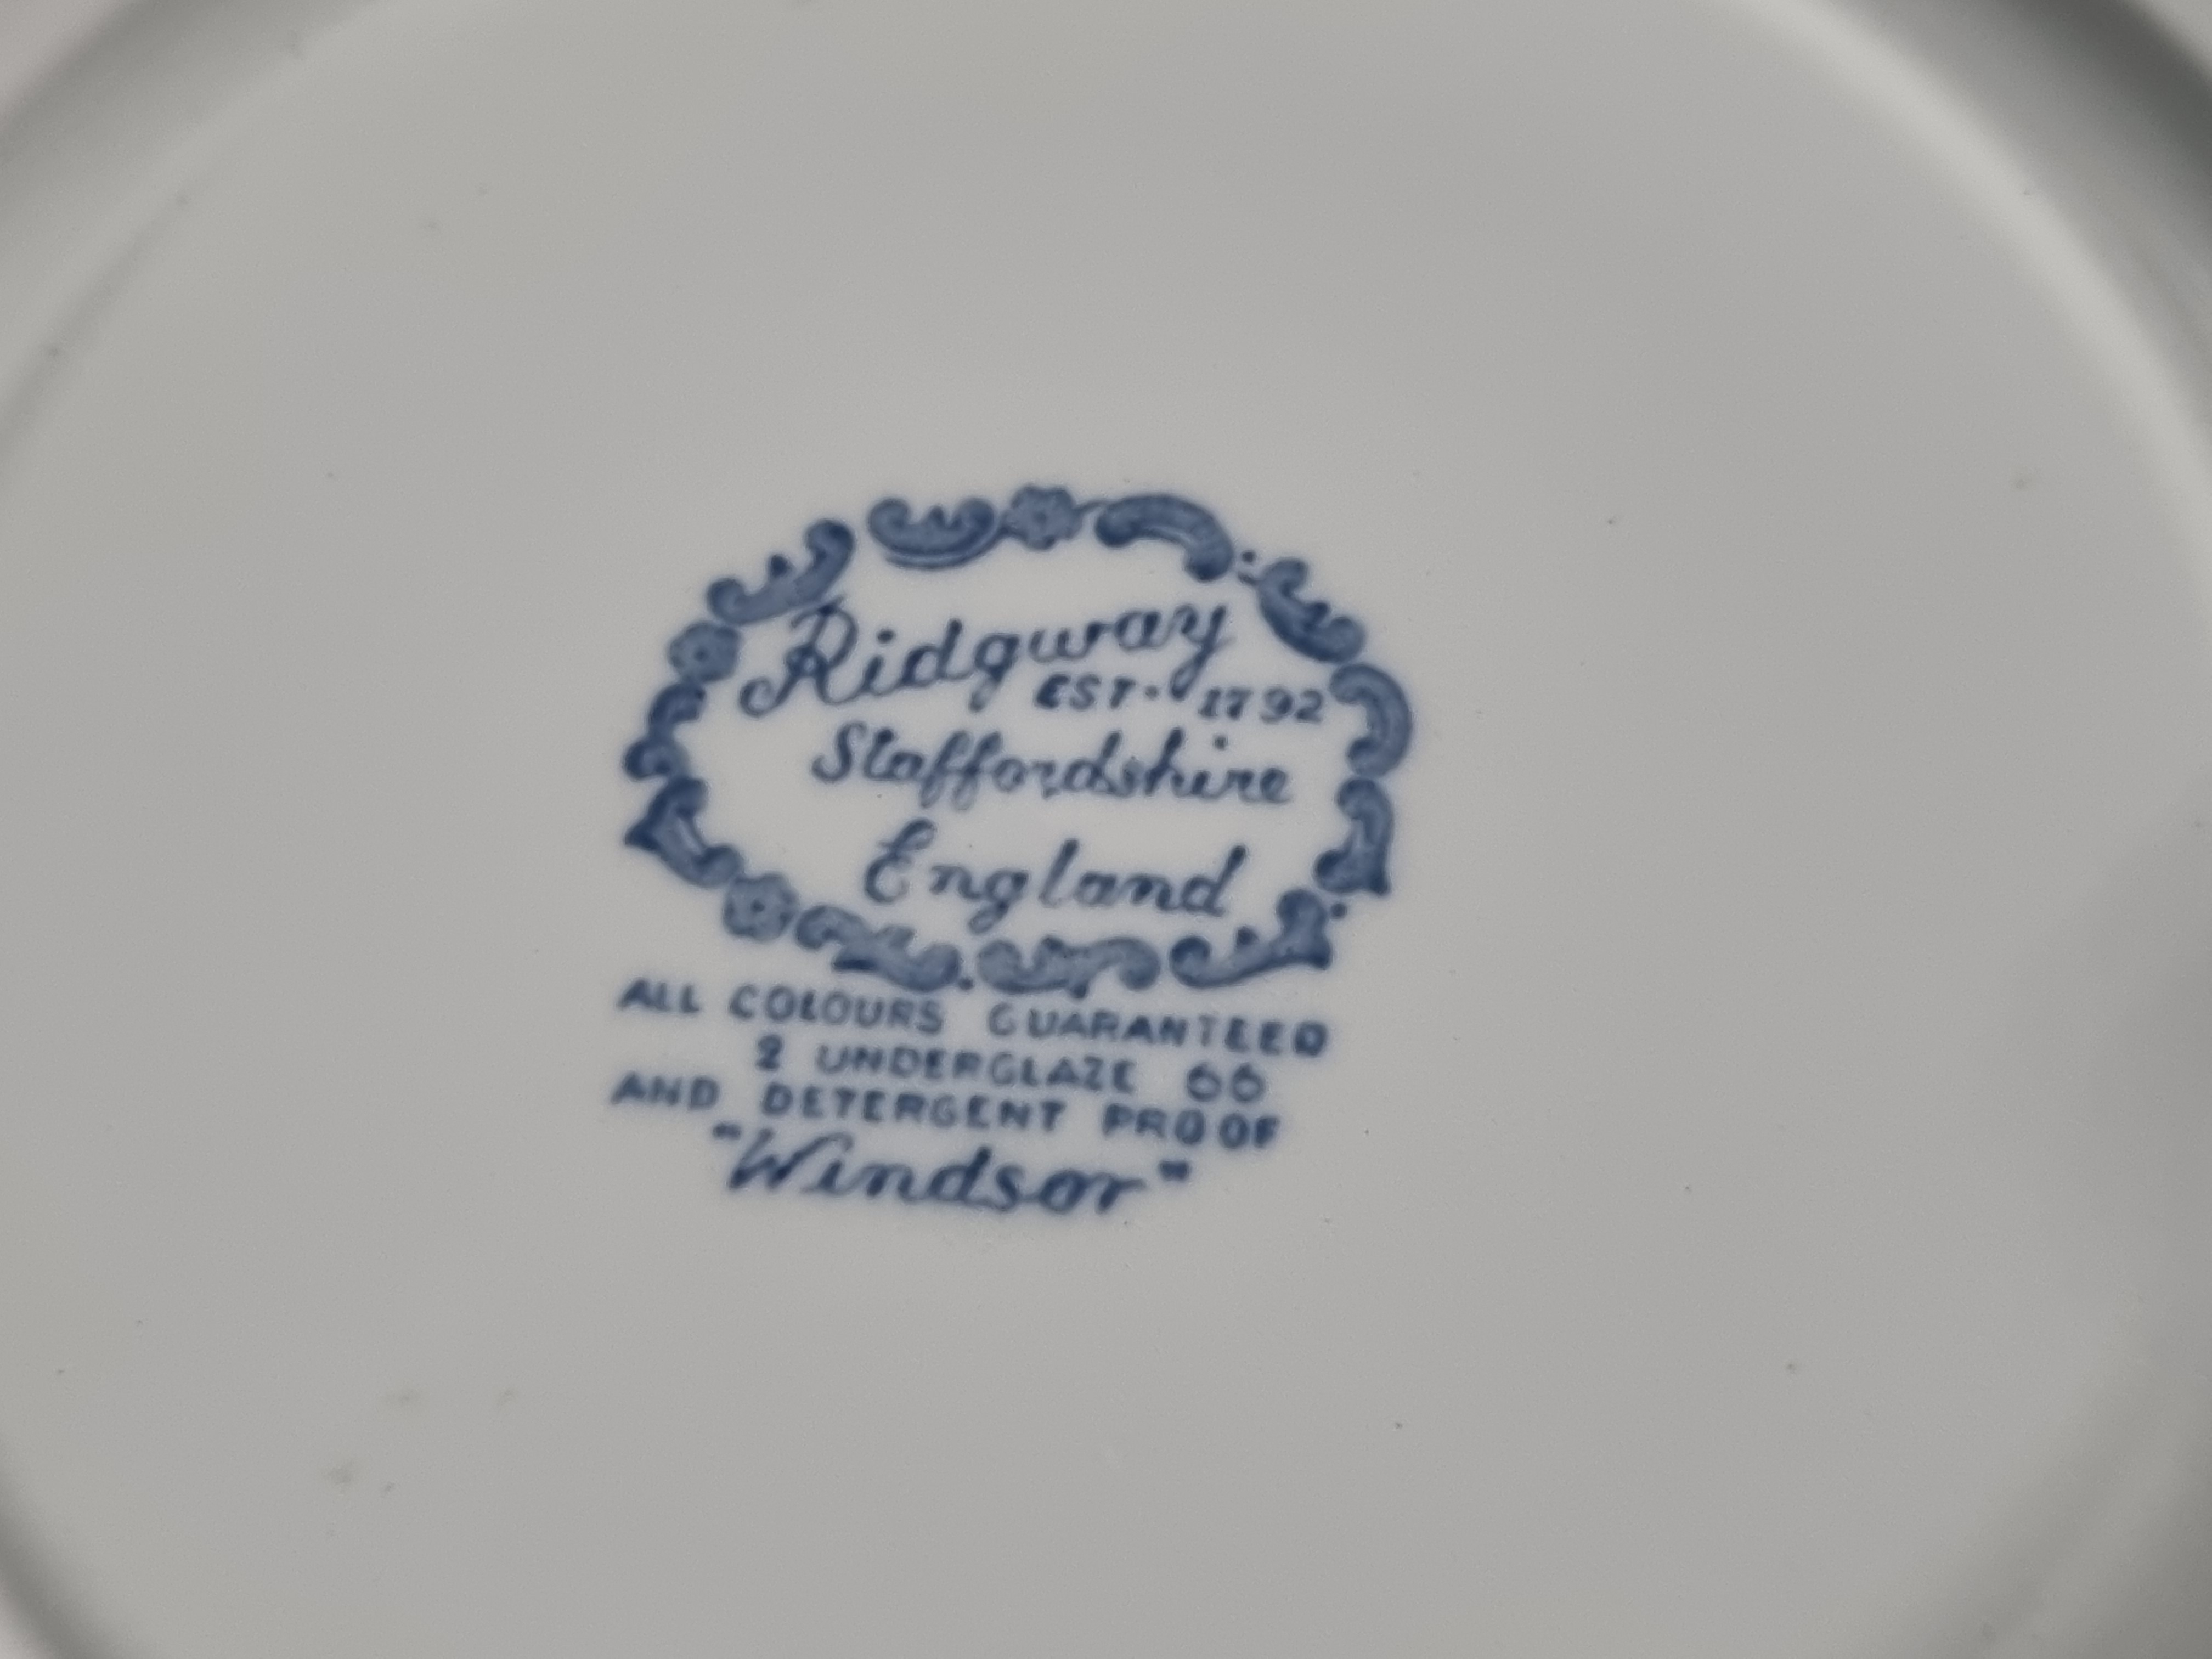 Ridgway
EST. 1792
Staffordshire
England
ALL COLOURS GUARANTEED
2 UNDERGLAZE 66
AND DETERGENT PROOF
"Windsor"